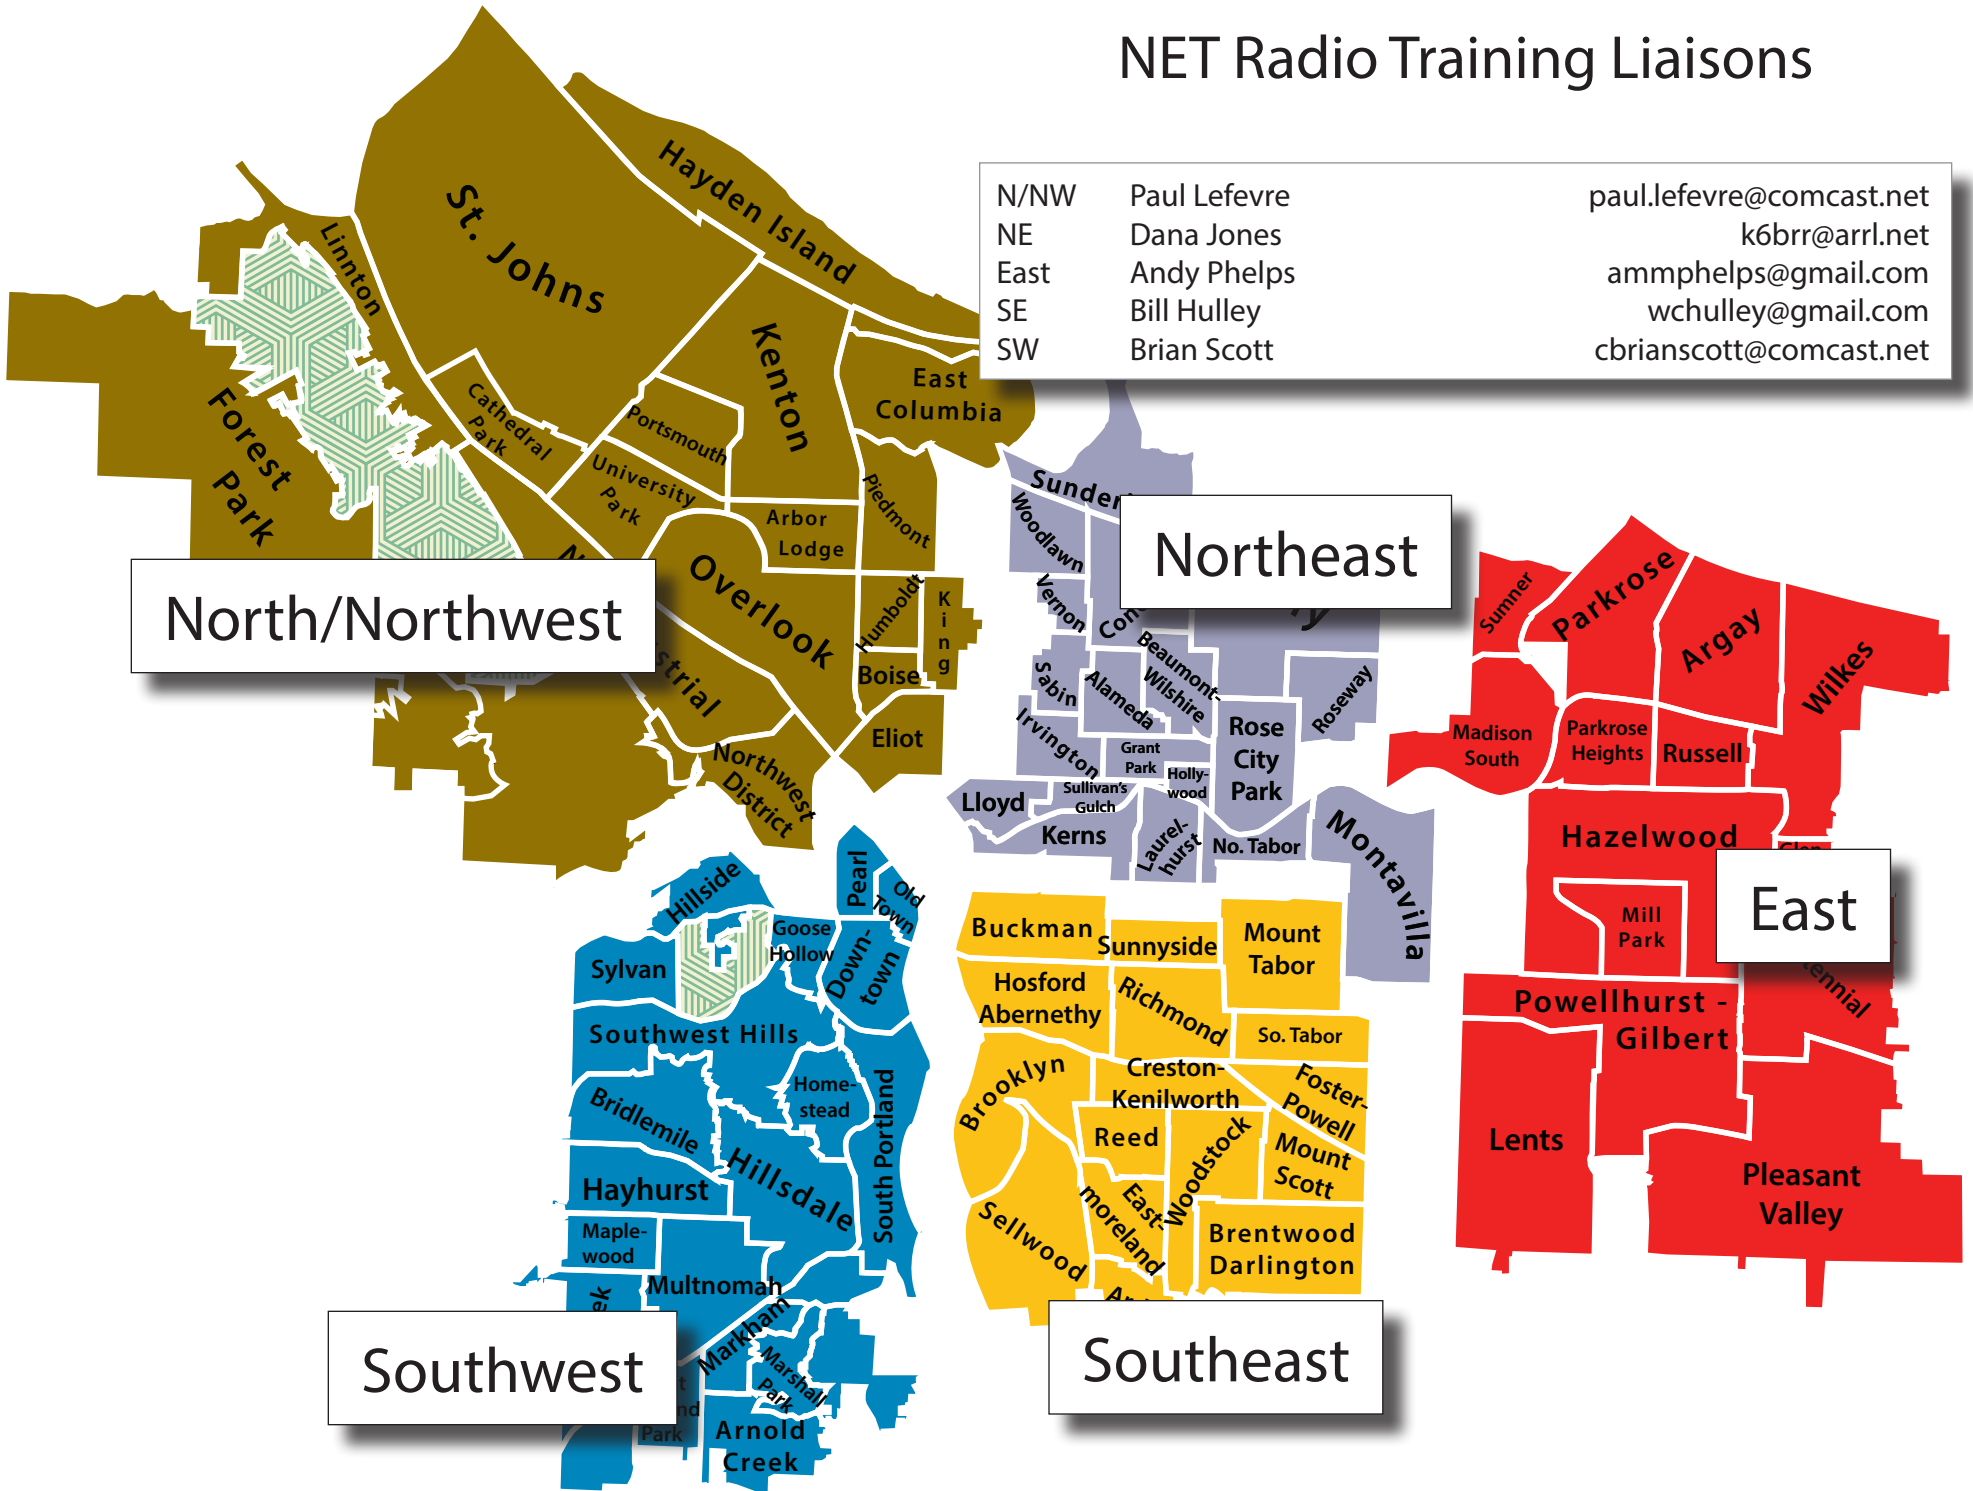 NET Radio Training Liaisons
N/NW Paul Lefevre paul.lefevre@comcast.net
NE Dana Jones k6brr@arrl.net
East Andy Phelps ammphelps@gmail.com
SE Bill Hulley wchulley@gmail.com
SW Brian Scott cbrianscott@comcast.net
Hayden Island
St. Johns
Linnton
Kenton
East
Columbia
Forest
Park
Cathedral
Park
Portsmouth
University
Park
Arbor
Lodge
Piedmont
North/Northwest
Overlook
Humboldt
King
Boise
Eliot
Northwest
District
Northeast
Woodlawn
Vernon
Beaumont-
Wilshire
Sabin
Alameda
Roseway
Irvington
Grant
Park
Rose
City
Park
Holly-
wood
Lloyd
Sullivan's
Gulch
Kerns
Laurel-
hurst
No. Tabor
Montavilla
Sumner
Parkrose
Argay
Wilkes
Madison
South
Parkrose
Heights
Russell
Hazelwood
East
Mill
Park
Powellhurst -
Gilbert
Lents
Pleasant
Valley
Hillside
Pearl
Old
Town
Goose
Hollow
Down-
town
Sylvan
Southwest Hills
Home-
stead
Bridlemile
South Portland
Hayhurst
Hillsdale
Maple-
wood
Multnomah
Markham
Marshall
Park
Southwest
Park
Arnold
Creek
Buckman
Sunnyside
Mount
Tabor
Hosford
Abernethy
Richmond
So. Tabor
Brooklyn
Creston-
Kenilworth
Foster-
Powell
Reed
Woodstock
Mount
Scott
East-
moreland
Sellwood
Brentwood
Darlington
Southeast